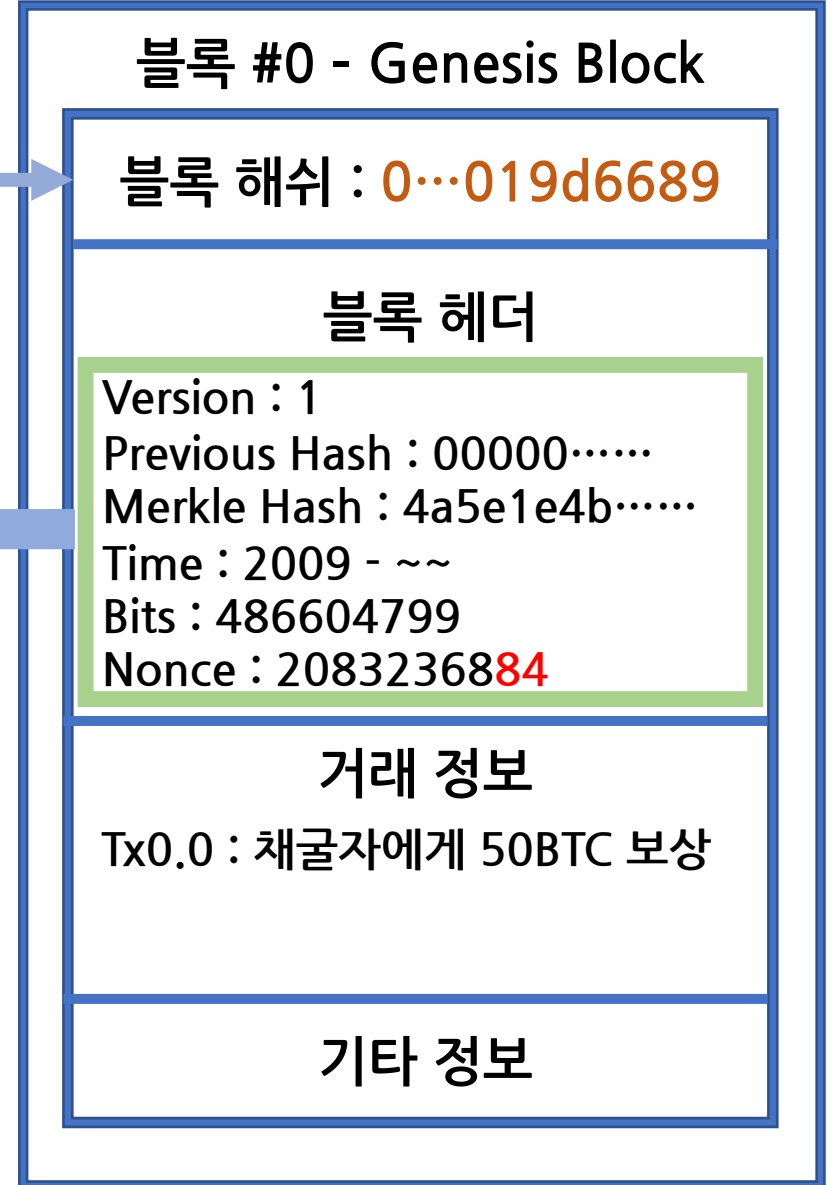 블록 #0 - Genesis Block
블록 해쉬 : 0…019d6689
블록 헤더
Version : 1
Previous Hash : 00000……
Merkle Hash : 4a5e1e4b……
Time : 2009 - ~~
Bits : 486604799
Nonce : 2083236884
거래 정보
Tx0.0 : 채굴자에게 50BTC 보상
기타 정보